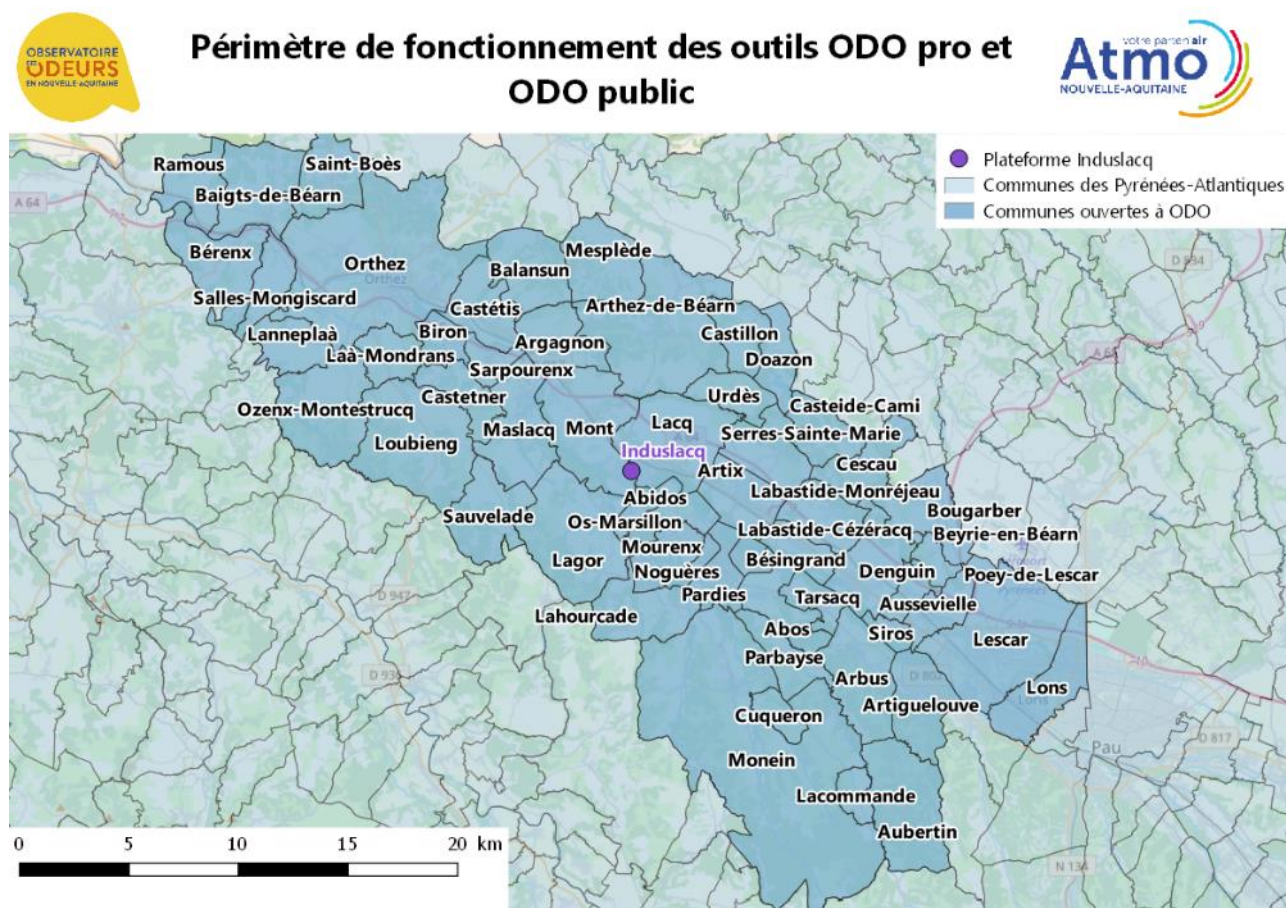 OBSERVATOIRE
DES
ODEURS
EN NOUVELLE-AQUITAINE
Périmètre de fonctionnement des outils ODO pro et
ODO public
votre partenair
Atmo
NOUVELLE-AQUITAINE
Plateforme Induslacq
Communes des Pyrénées-Atlantiques
Communes ouvertes à ODO
Ramous
Saint-Boès
Baigts-de-Béarn
A 64
Bérenx
Orthez
Orthez
Mesplède
Balansun
D 834
Salles-Mongiscard
Castétis
Arthez-de-Béarn
Lanneplaà
Biron
Argagnon
Castillon
Làà-Mondrans
Doazon
Sarpourenx
Castetner
Urdès
Casteide-Cami
Ozenx-Montestrucq
Loubieng
Maslacq
Mont
Lacq
Serres-Sainte-Marie
Induslacq
Artix
Cescau
Abidos
Labastide-Monréjeau
Bougarber
Sauvelade
Os-Marsillon
Labastide-Cézéracq
Beyrie-en-Béarn
Mourenx
Lagor
Noguères
Bésingrand
Denguin
Poey-de-Lescar
D 947
Pardies
Tarsacq
Aussevielle
Lahourcade
Abos
Siros
Lescar
Parbayse
D 936
Arbus
Lons
Lons
Cuqueron
Artiguelouve
D 817
Pau
Monein
Lacommande
Aubertin
N 134
0 5 10 15 20 km